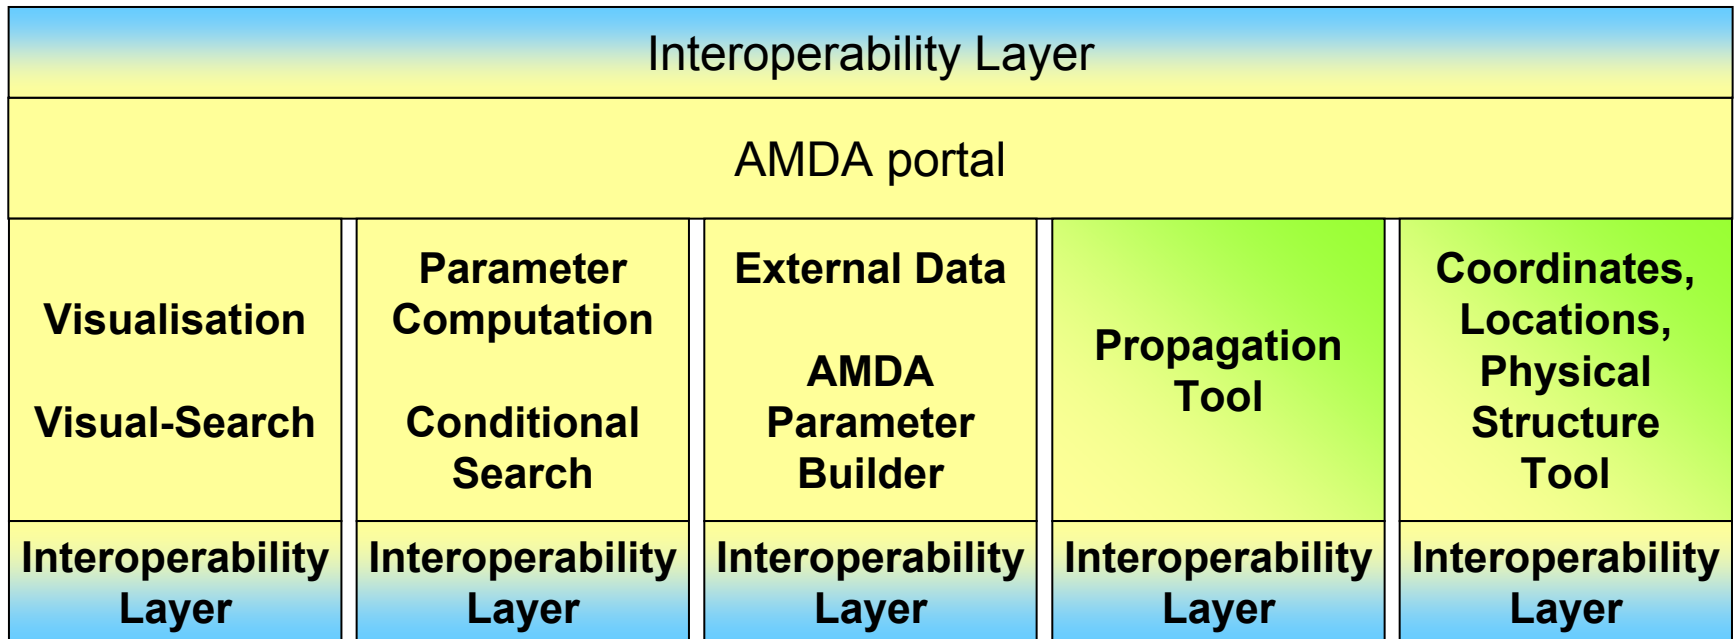 Interoperability Layer
AMDA portal
Visualisation
Visual-Search
Parameter
Computation
Conditional
Search
External Data
AMDA
Parameter
Builder
Propagation
Tool
Coordinates,
Locations,
Physical
Structure
Tool
Interoperability
Layer
Interoperability
Layer
Interoperability
Layer
Interoperability
Layer
Interoperability
Layer